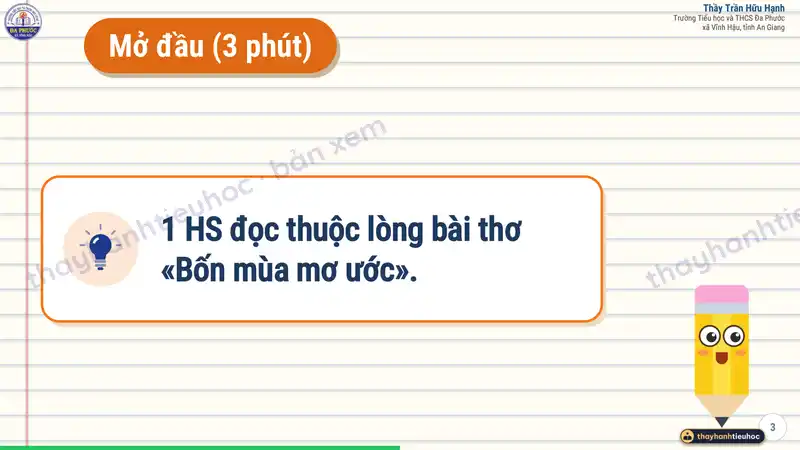 ĐA PHƯỚC
Thầy Trần Hữu Hạnh
Trường Tiểu học và THCS Đa Phước
xã Vĩnh Hậu, tỉnh An Giang
Mở đầu (3 phút)
thayhanhtieuhoc · bản xem
1 HS đọc thuộc lòng bài thơ
«Bốn mùa mơ ước».
thayhanhtie
thayhanhtieuhoc
3